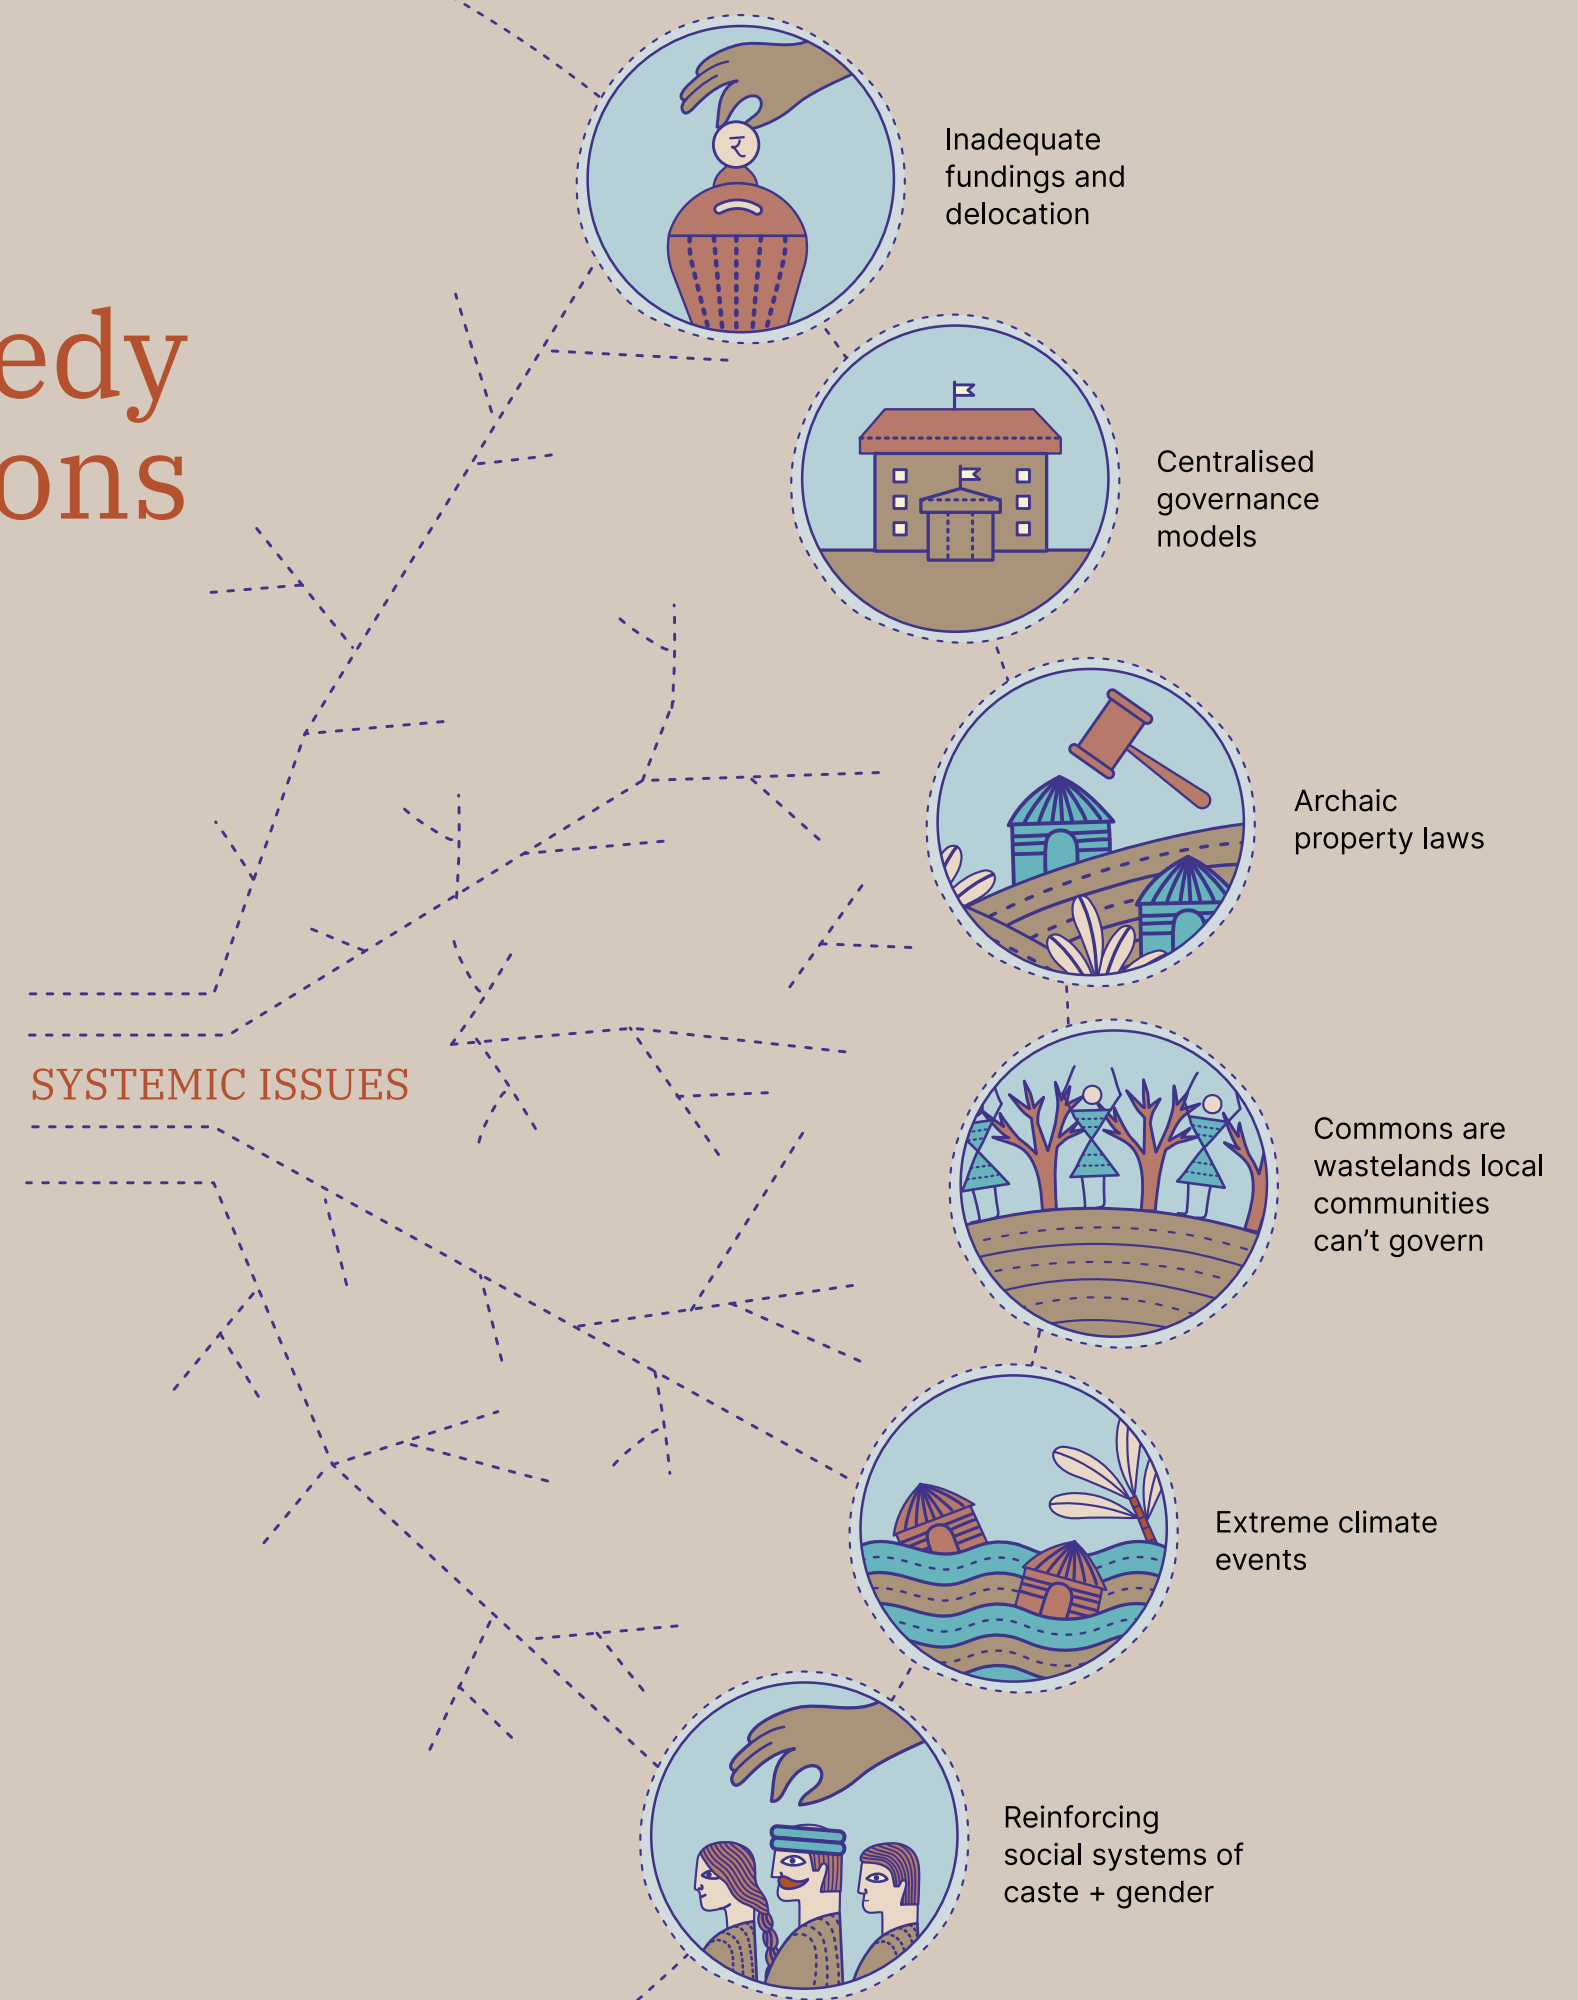 edy
ons
Inadequate
fundings and
delocation
₹
Centralised
governance
models
Archaic
property laws
SYSTEMIC ISSUES
Commons are
wastelands local
communities
can't govern
Extreme climate
events
Reinforcing
social systems of
caste + gender